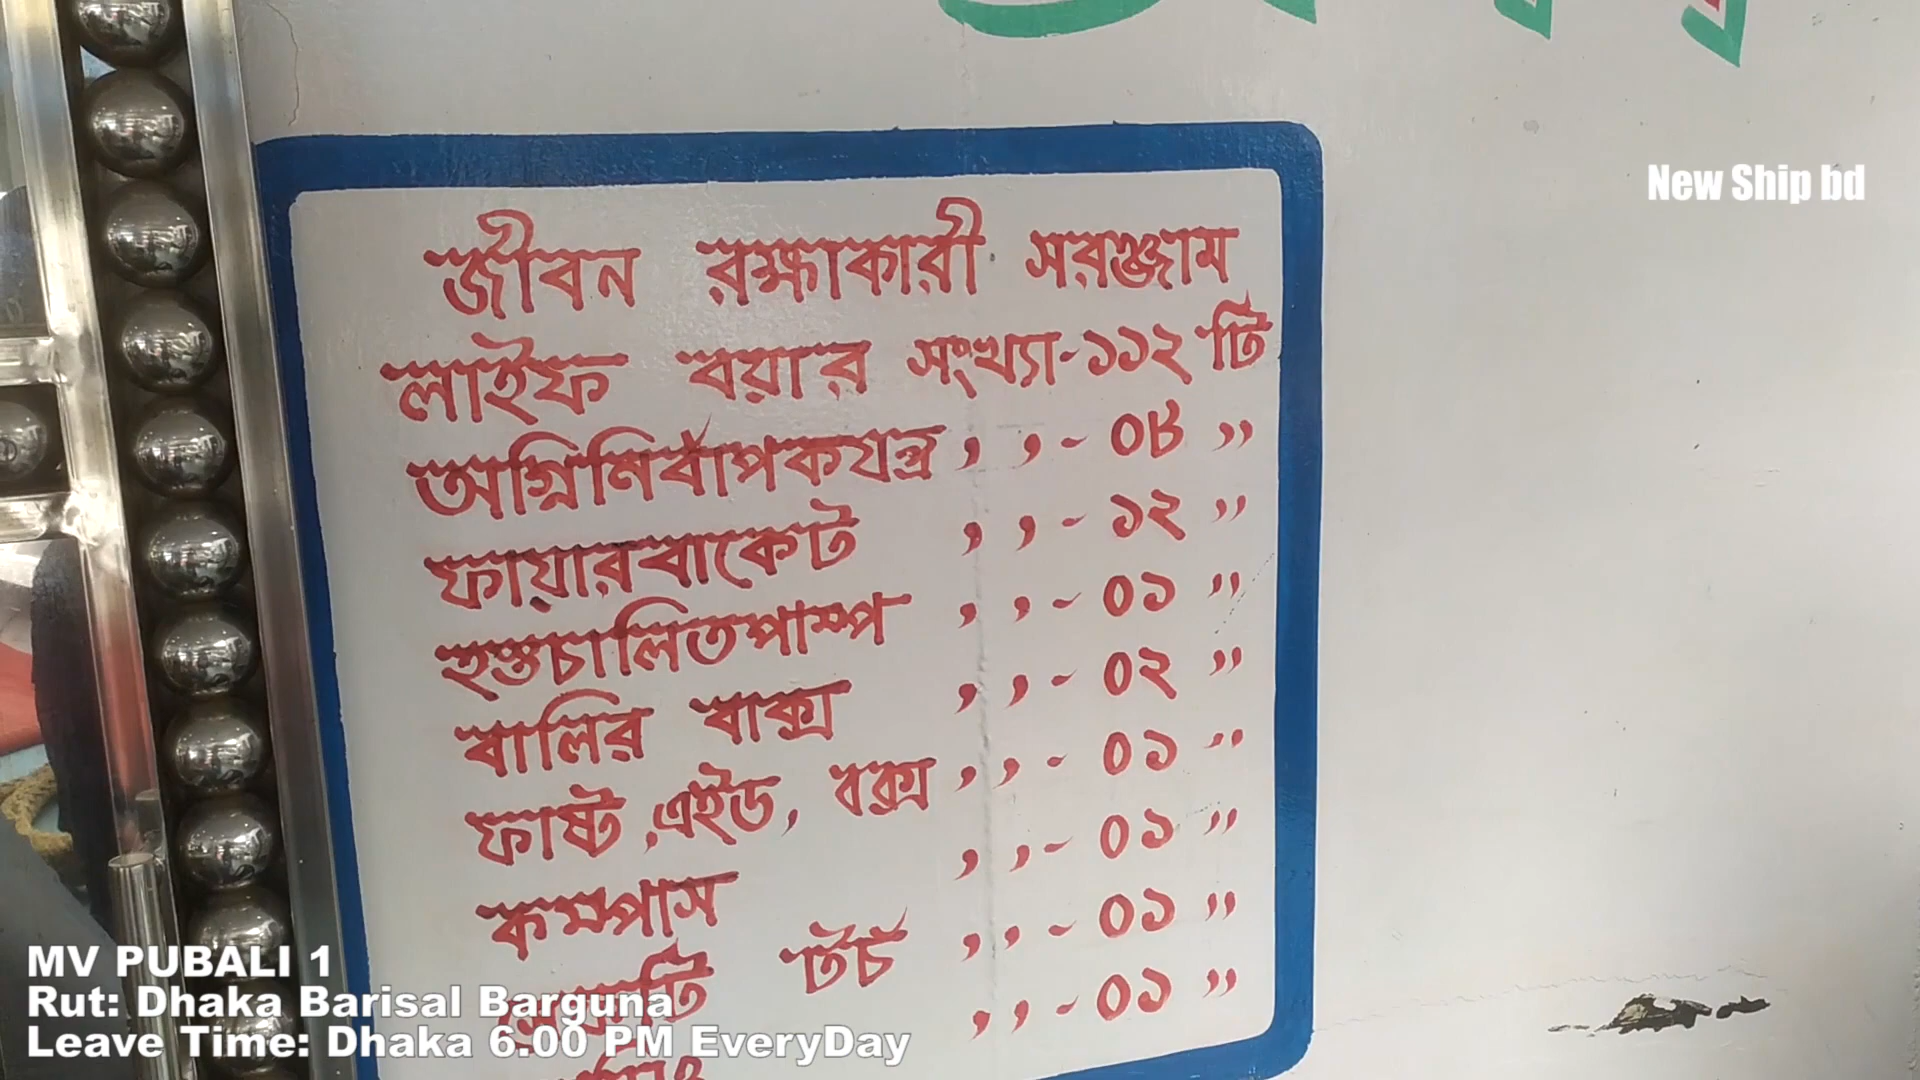 New Ship bd
জীবন রক্ষাকারী সরঞ্জাম
লাইফ বয়ার সংখ্যা-১১২ টি
অগ্নিনির্বাপকযন্ত্র ,, - ০৪ ,,
ফায়ারবাকেট ,, - ১২ ,,
হস্তচালিতপাম্প ,, - ০১ ,,
বালির বাক্স ,, - ০২ ,,
ফাষ্ট,এইড, বক্স ,, - ০১ ,,
কম্পাস ,, - ০১ ,,
টর্চ ,, - ০১ ,,
,, - ০১ ,,
MV PUBALI 1
Rut: Dhaka Barisal Barguna
Leave Time: Dhaka 6.00 PM EveryDay